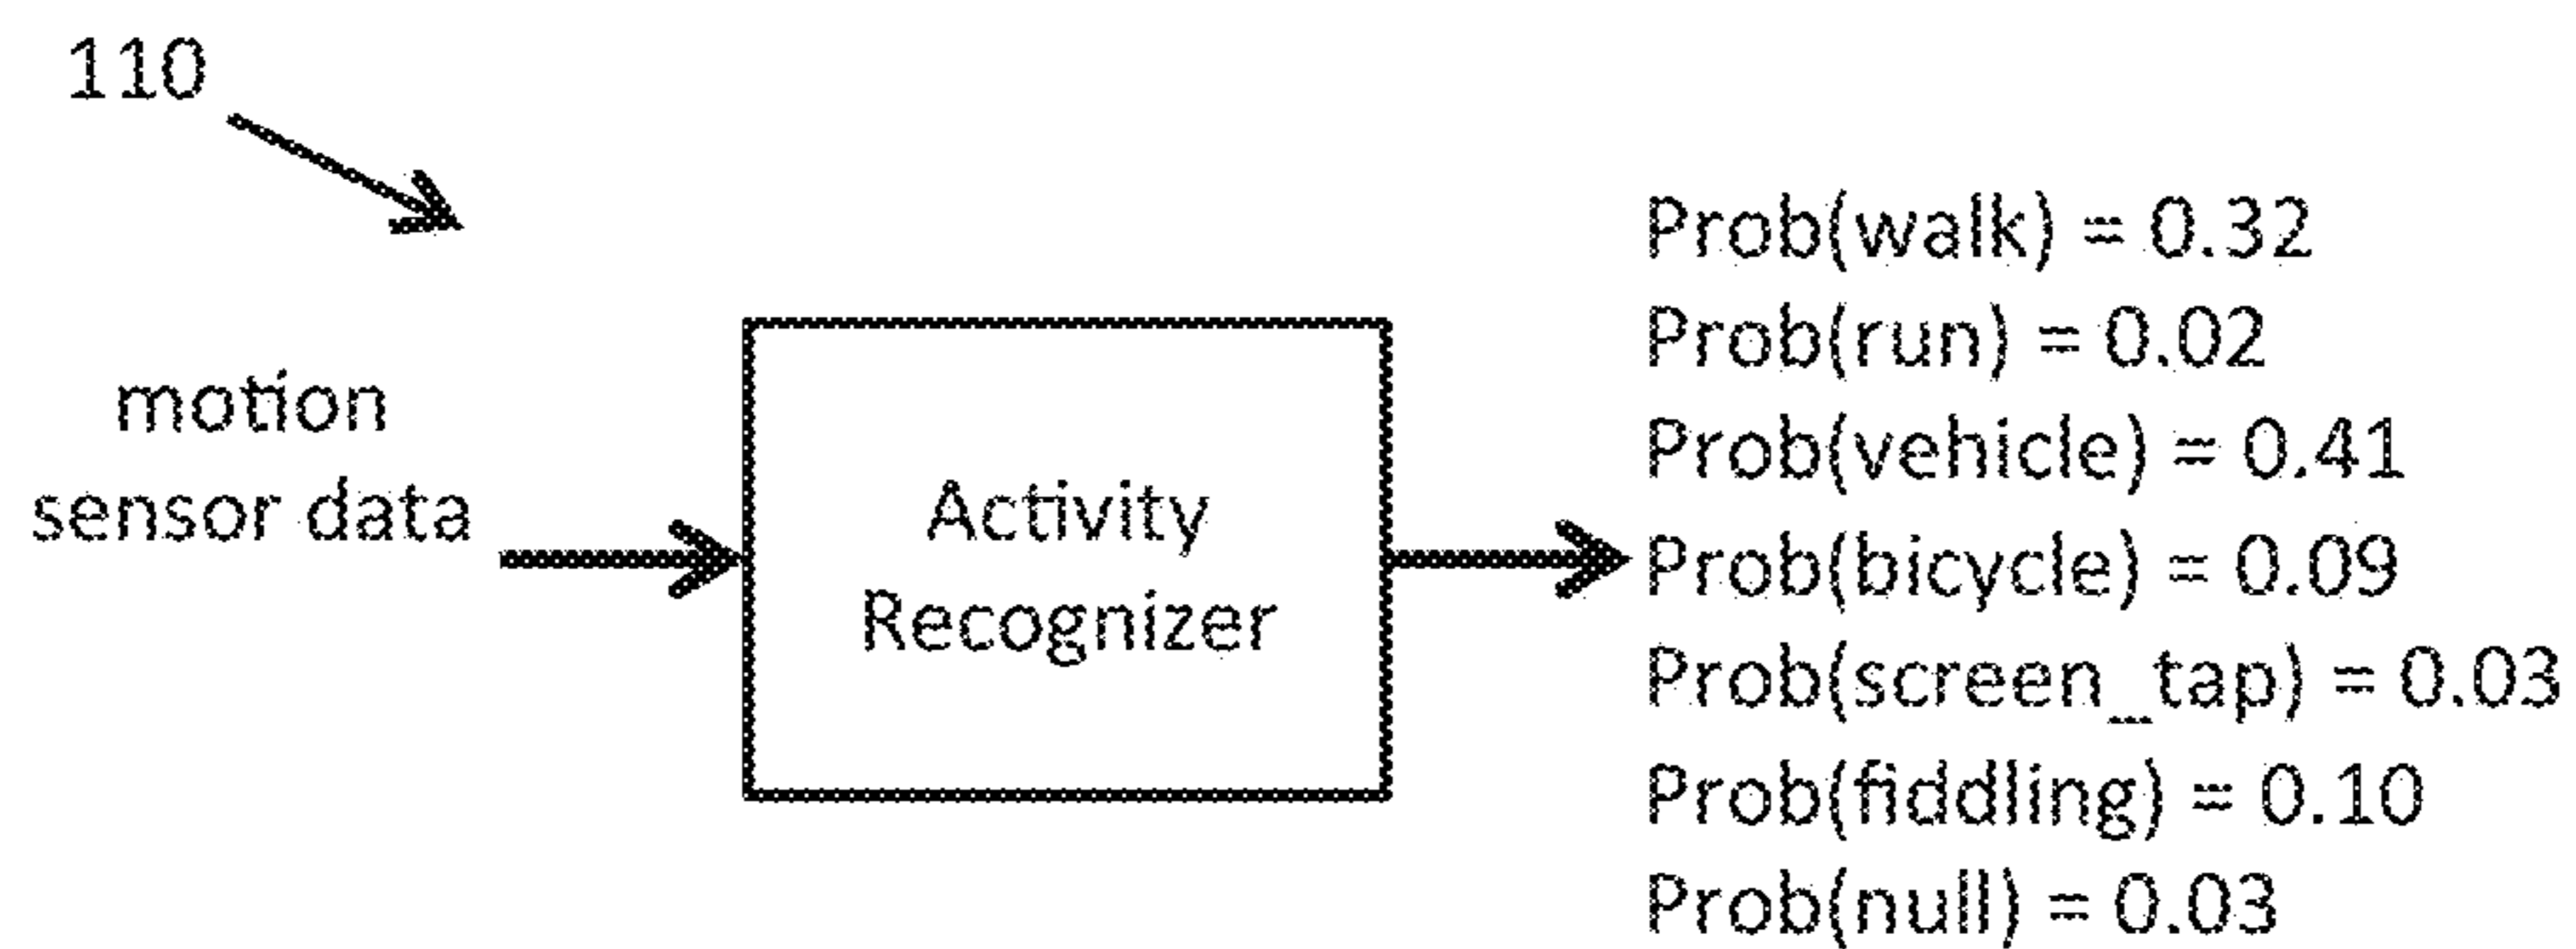 110
motion
sensor data
Activity
Recognizer
Prob(walk) = 0.32
Prob(run) = 0.02
Prob(vehicle) = 0.41
Prob(bicycle) = 0.09
Prob(screen_tap) = 0.03
Prob(fiddling) = 0.10
Prob(null) = 0.03